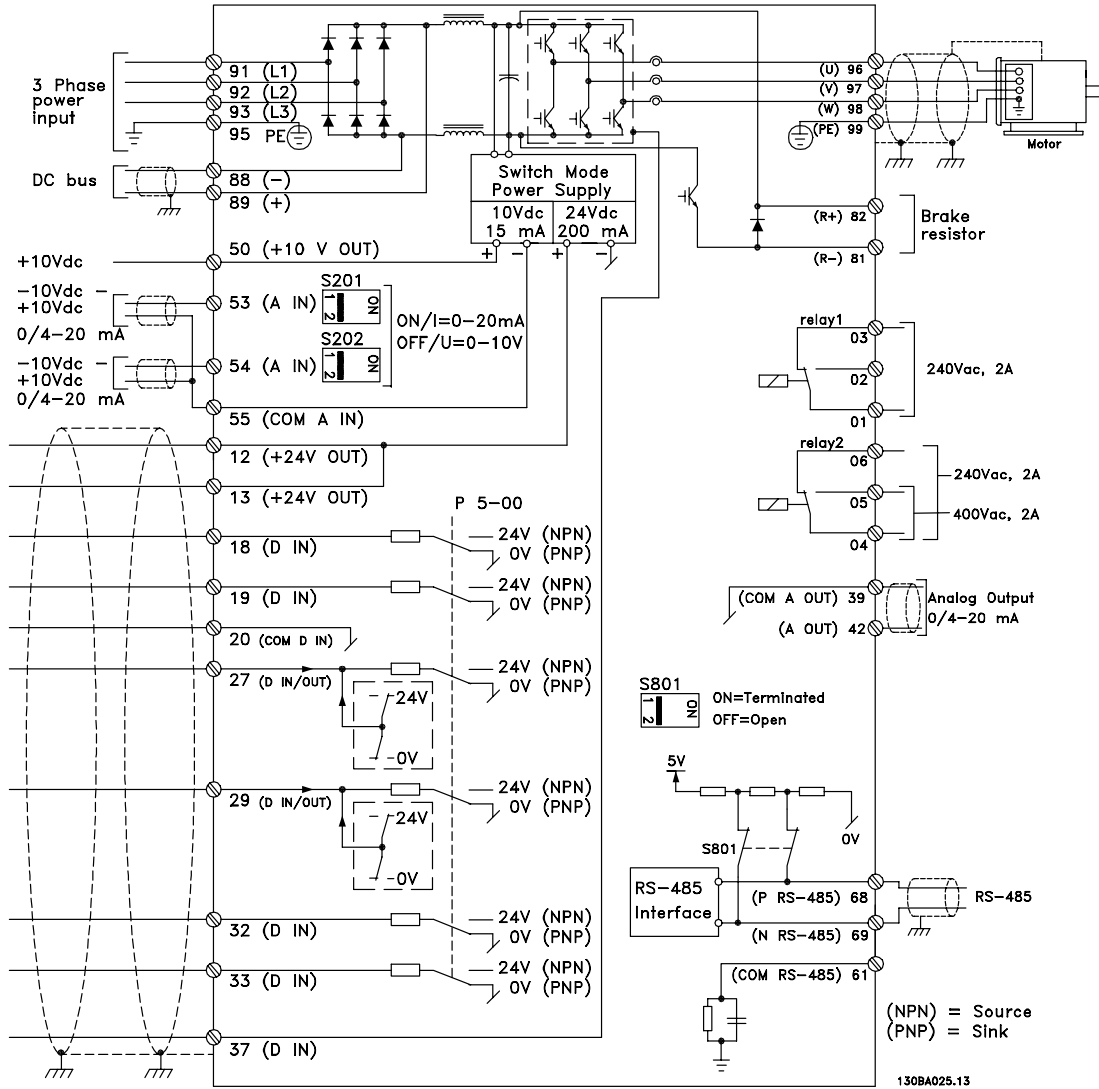 3 Phase
power
input
91 (L1)
92 (L2)
93 (L3)
95 PE
DC bus
88 (−)
89 (+)
+10Vdc
50 (+10 V OUT)
−10Vdc −
+10Vdc
0/4−20 mA
53 (A IN)
S201
1 2
ON
−10Vdc −
+10Vdc
0/4−20 mA
54 (A IN)
S202
1 2
ON
ON/I=0−20mA
OFF/U=0−10V
55 (COM A IN)
12 (+24V OUT)
13 (+24V OUT)
P 5-00
18 (D IN)
24V (NPN)
0V (PNP)
19 (D IN)
24V (NPN)
0V (PNP)
20 (COM D IN)
27 (D IN/OUT)
24V (NPN)
0V (PNP)
24V
0V
29 (D IN/OUT)
24V (NPN)
0V (PNP)
24V
0V
32 (D IN)
24V (NPN)
0V (PNP)
33 (D IN)
24V (NPN)
0V (PNP)
37 (D IN)
Switch Mode
Power Supply
10Vdc
15 mA
24Vdc
200 mA
+ − + −
(U) 96
(V) 97
(W) 98
(PE) 99
Motor
(R+) 82
(R−) 81
Brake
resistor
relay1
03
02
01
240Vac, 2A
relay2
06
05
04
240Vac, 2A
400Vac, 2A
(COM A OUT) 39
(A OUT) 42
Analog Output
0/4−20 mA
S801
1 2
ON
ON=Terminated
OFF=Open
5V
0V
S801
RS-485
Interface
(P RS-485) 68
(N RS-485) 69
RS-485
(COM RS-485) 61
(NPN) = Source
(PNP) = Sink
130BA025.13